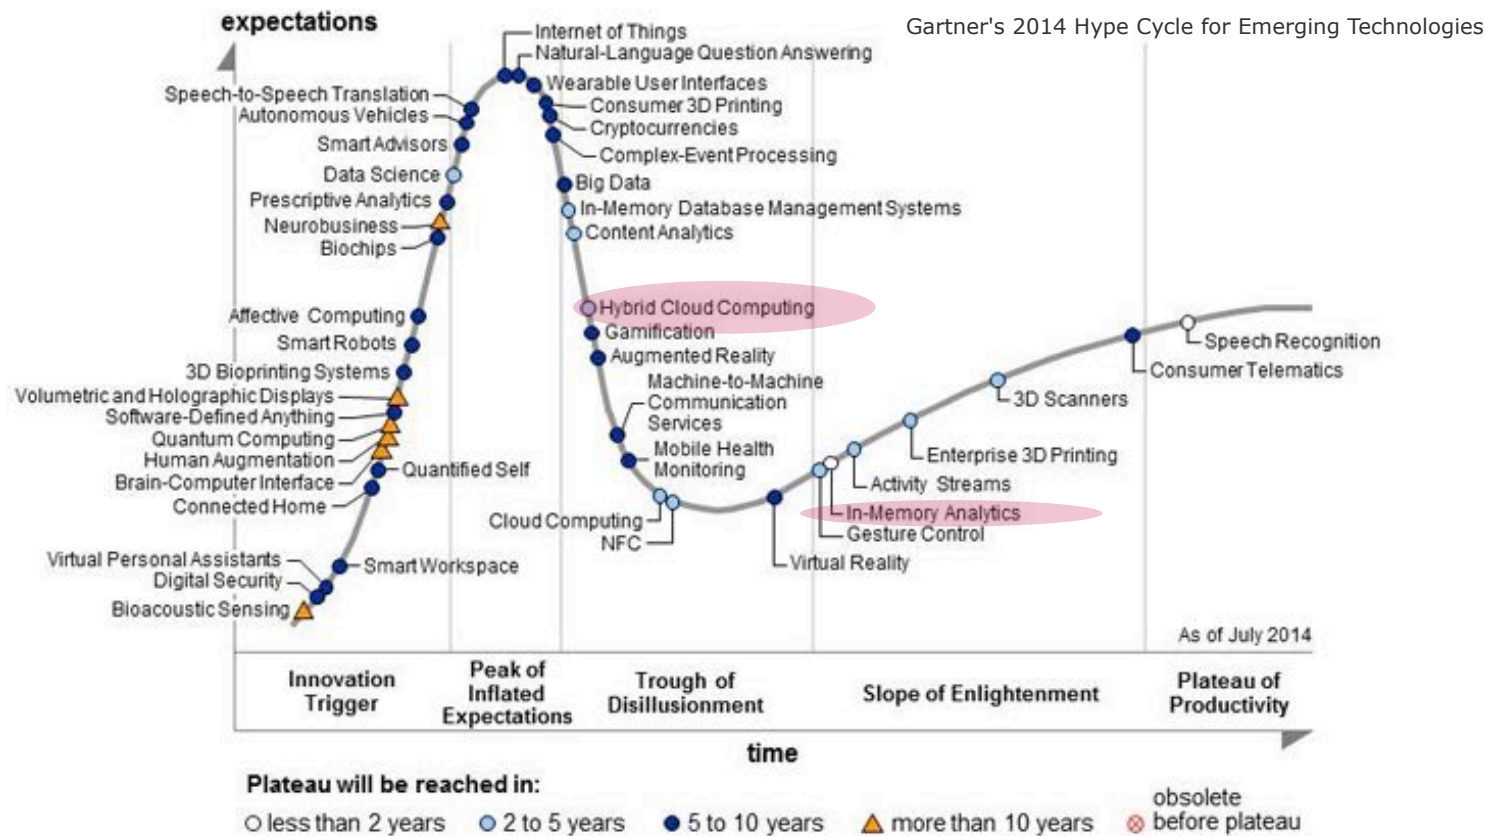 expectations
Gartner's 2014 Hype Cycle for Emerging Technologies
Internet of Things
Natural-Language Question Answering
Wearable User Interfaces
Speech-to-Speech Translation
Consumer 3D Printing
Autonomous Vehicles
Cryptocurrencies
Smart Advisors
Complex-Event Processing
Data Science
Big Data
Prescriptive Analytics
In-Memory Database Management Systems
Neurobusiness
Content Analytics
Biochips
Hybrid Cloud Computing
Affective Computing
Gamification
Smart Robots
Augmented Reality
3D Bioprinting Systems
Machine-to-Machine
Communication
Services
Volumetric and Holographic Displays
Software-Defined Anything
Quantum Computing
Human Augmentation
Brain-Computer Interface
Quantified Self
Connected Home
Mobile Health
Monitoring
Speech Recognition
Consumer Telematics
3D Scanners
Enterprise 3D Printing
Activity Streams
In-Memory Analytics
Gesture Control
Cloud Computing
NFC
Virtual Reality
Virtual Personal Assistants
Smart Workspace
Digital Security
Bioacoustic Sensing
As of July 2014
Innovation
Trigger
Peak of
Inflated
Expectations
Trough of
Disillusionment
Slope of Enlightenment
Plateau of
Productivity
time
Plateau will be reached in:
less than 2 years
2 to 5 years
5 to 10 years
more than 10 years
obsolete
before plateau